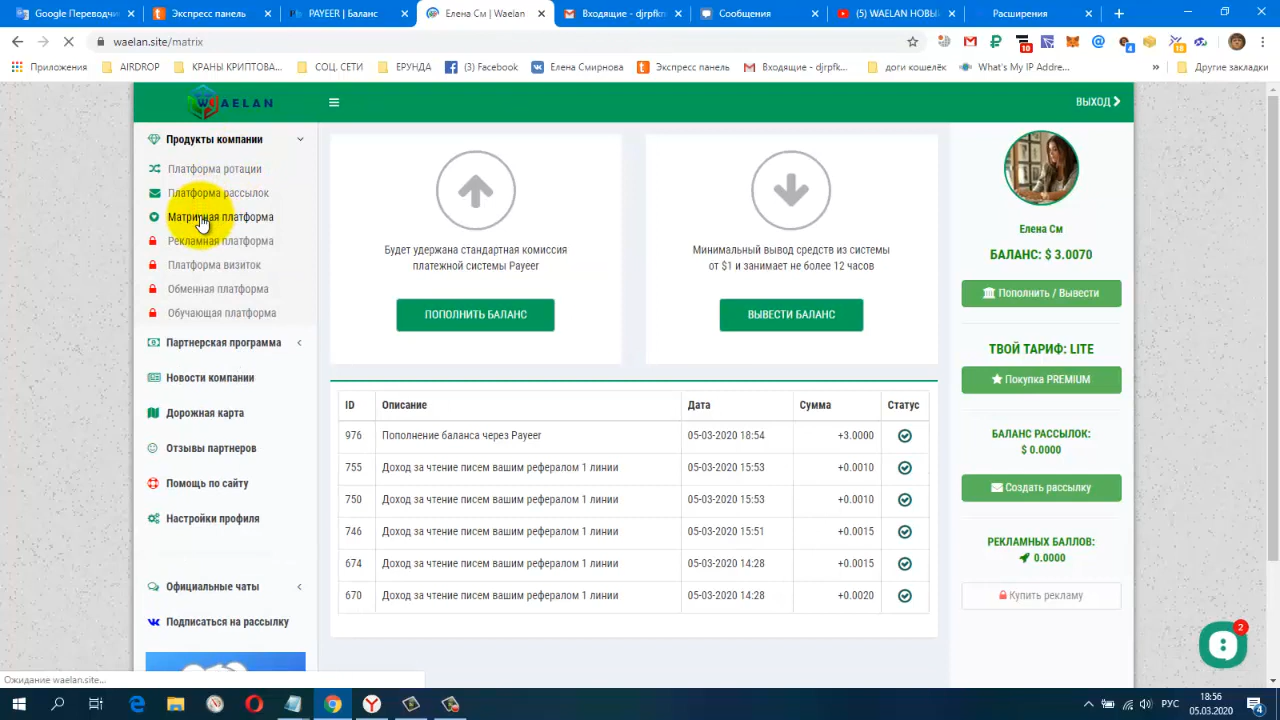 Google Переводч
Экспресс панель
PAYEER | Баланс
Елена См | Waelan
Входящие - djrpfkn
Сообщения
(5) WAELAN НОВЫ
Расширения
waelan.site/matrix
10
4
19
Приложения
AIRDROP
КРАНЫ КРИПТОВА...
СОЦ. СЕТИ
ЕРУНДА
(3) Facebook
Елена Смирнова
Экспресс панель
Входящие - djrpfk...
доги кошелёк
What's My IP Addre...
»
Другие закладки
WAELAN
ВЫХОД
Продукты компании
Платформа ротации
Платформа рассылок
Матричная платформа
Рекламная платформа
Платформа визиток
Обменная платформа
Обучающая платформа
Партнерская программа
Новости компании
Дорожная карта
Отзывы партнеров
Помощь по сайту
Настройки профиля
Официальные чаты
Подписаться на рассылку
Будет удержана стандартная комиссия
платежной системы Payeer
ПОПОЛНИТЬ БАЛАНС
Минимальный вывод средств из системы
от $1 и занимает не более 12 часов
ВЫВЕСТИ БАЛАНС
ID Описание Дата Сумма Статус
976 Пополнение баланса через Payeer 05-03-2020 18:54 +3.0000
755 Доход за чтение писем вашим рефералом 1 линии 05-03-2020 15:53 +0.0010
750 Доход за чтение писем вашим рефералом 1 линии 05-03-2020 15:53 +0.0010
746 Доход за чтение писем вашим рефералом 1 линии 05-03-2020 15:51 +0.0015
674 Доход за чтение писем вашим рефералом 1 линии 05-03-2020 14:28 +0.0015
670 Доход за чтение писем вашим рефералом 1 линии 05-03-2020 14:28 +0.0020
Елена См
БАЛАНС: $ 3.0070
Пополнить / Вывести
ТВОЙ ТАРИФ: LITE
Покупка PREMIUM
БАЛАНС РАССЫЛОК:
$ 0.0000
Создать рассылку
РЕКЛАМНЫХ БАЛЛОВ:
0.0000
Купить рекламу
2
Ожидание waelan.site...
РУС
18:56
05.03.2020
4